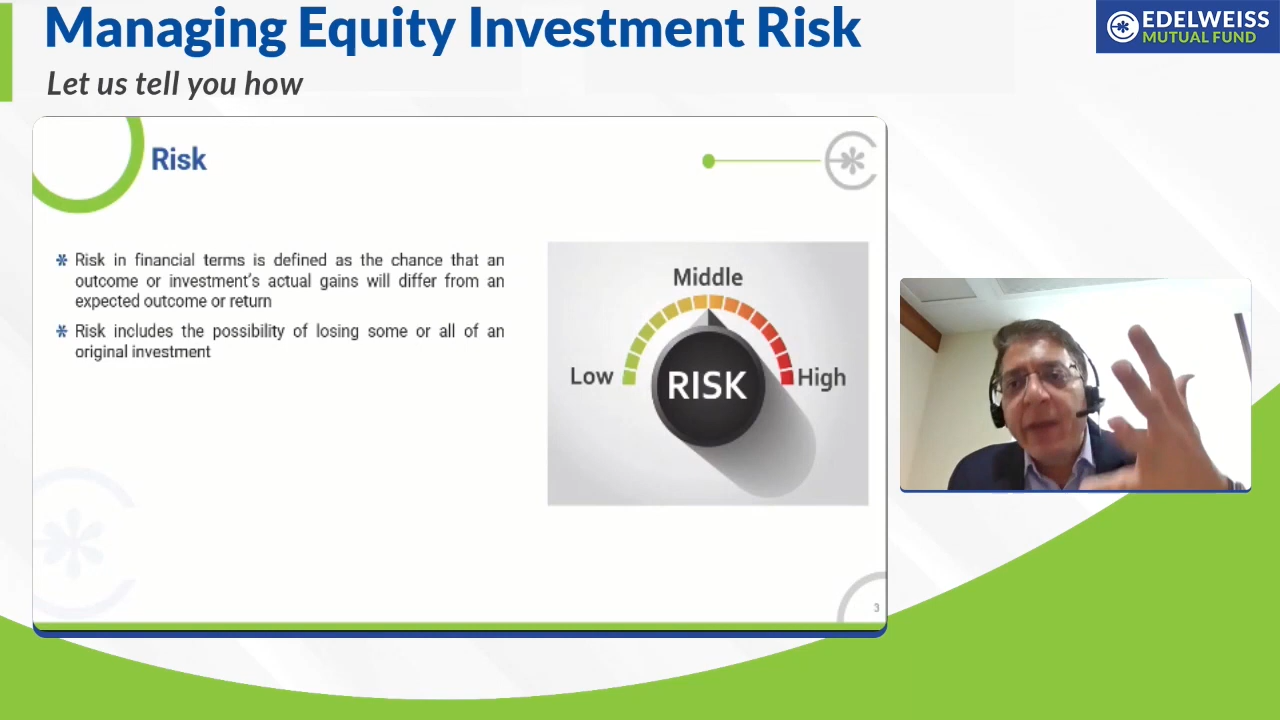 Managing Equity Investment Risk
EDELWEISS
MUTUAL FUND
Let us tell you how
Risk
* Risk in financial terms is defined as the chance that an
outcome or investment's actual gains will differ from an
expected outcome or return
* Risk includes the possibility of losing some or all of an
original investment
Middle
Low
RISK
High
3